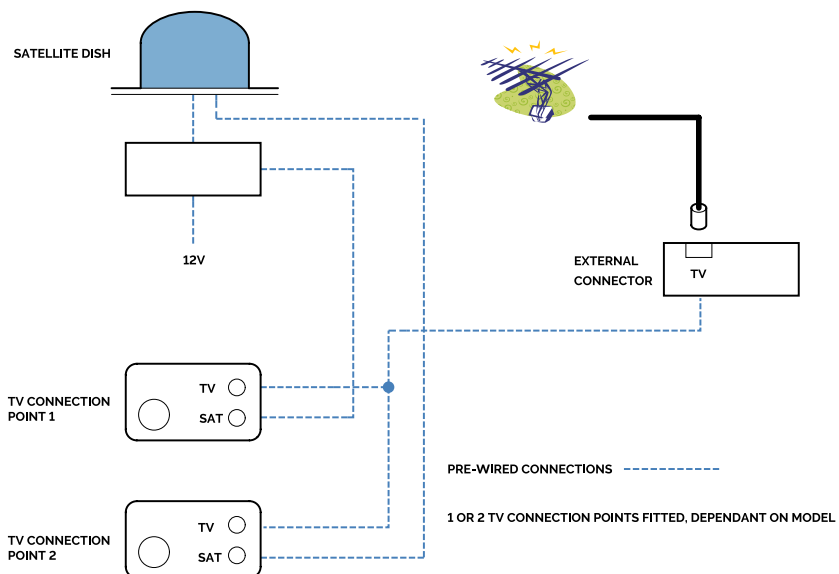 SATELLITE DISH
12V
EXTERNAL
CONNECTOR
TV
TV CONNECTION
POINT 1
TV
SAT
PRE-WIRED CONNECTIONS
1 OR 2 TV CONNECTION POINTS FITTED, DEPENDANT ON MODEL
TV CONNECTION
POINT 2
TV
SAT